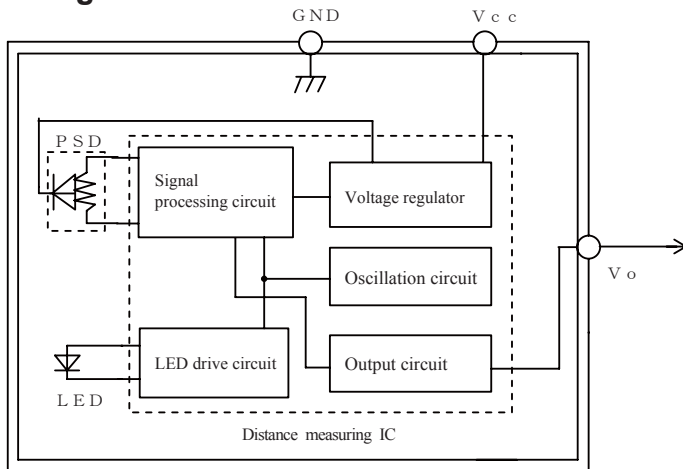 GND
Vcc
PSD
Signal
processing circuit
Voltage regulator
Oscillation circuit
Vo
LED drive circuit
Output circuit
LED
Distance measuring IC